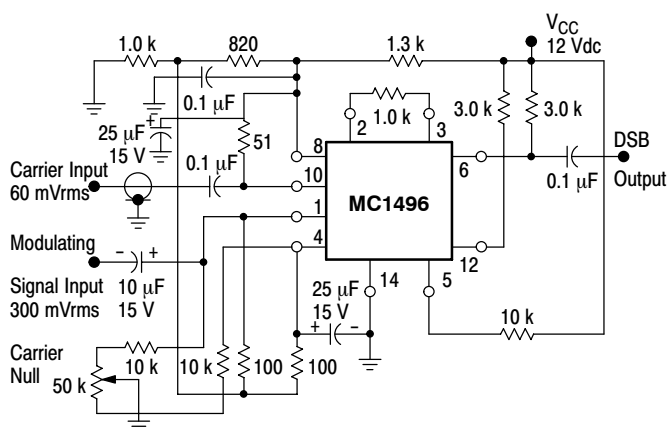 1.0 k
820
1.3 k
VCC
12 Vdc
0.1 μF
25 μF
+
15 V
51
2
1.0 k
3
3.0 k
3.0 k
0.1 μF
8
6
DSB
Carrier Input
60 mVrms
10
MC1496
0.1 μF
Output
1
Modulating
4
12
- +
14
5
Signal Input
300 mVrms
10 μF
15 V
25 μF
15 V
+ -
10 k
Carrier
Null
10 k
10 k
100
100
50 k